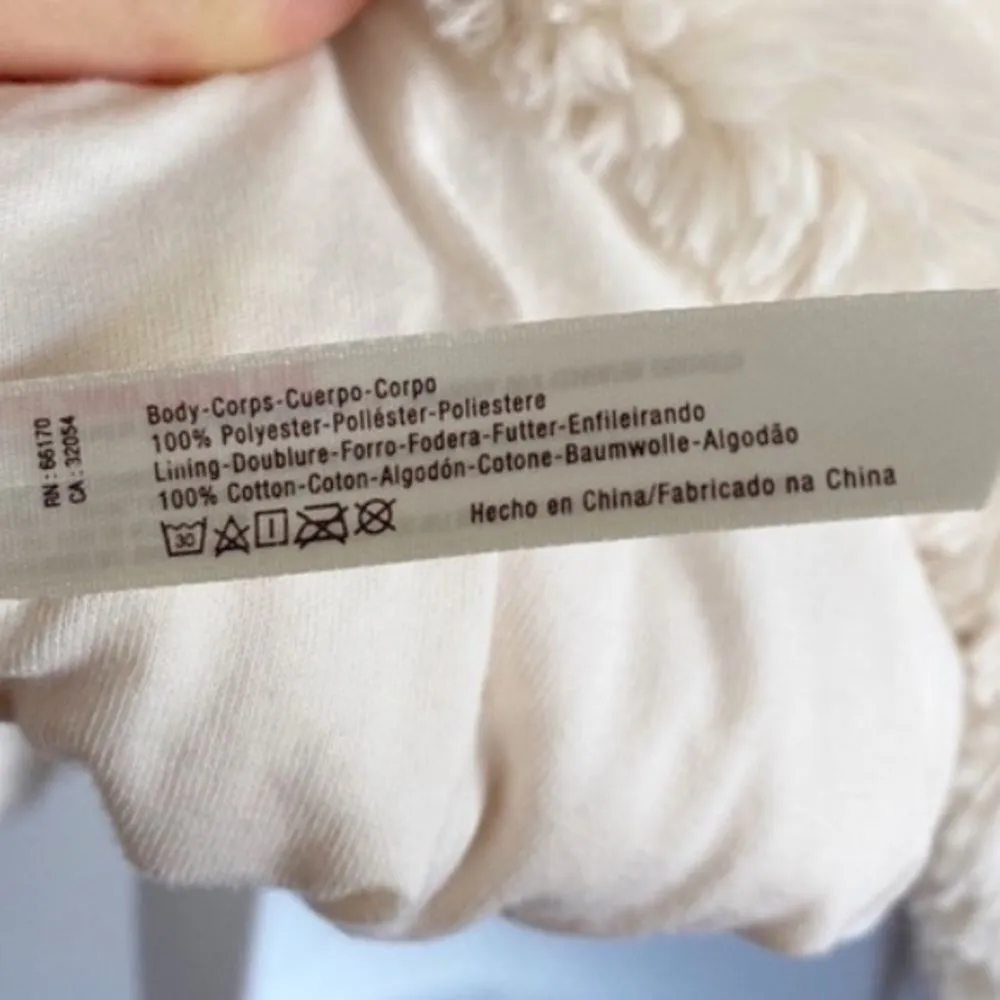 RN : 66170
CA : 32054
Body-Corps-Cuerpo-Corpo
100% Polyester-Polléster-Poliestere
Lining-Doublure-Forro-Fodera-Futter-Enfileirando
100% Cotton-Coton-Algodón-Cotone-Baumwolle-Algodão
30
Hecho en China/Fabricado na China